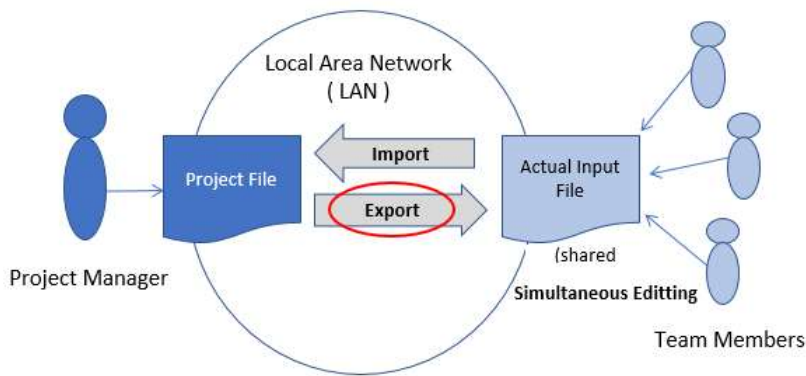 Local Area Network
( LAN )
Import
Project File
Actual Input
File
Export
(shared
Project Manager
Simultaneous Editting
Team Members